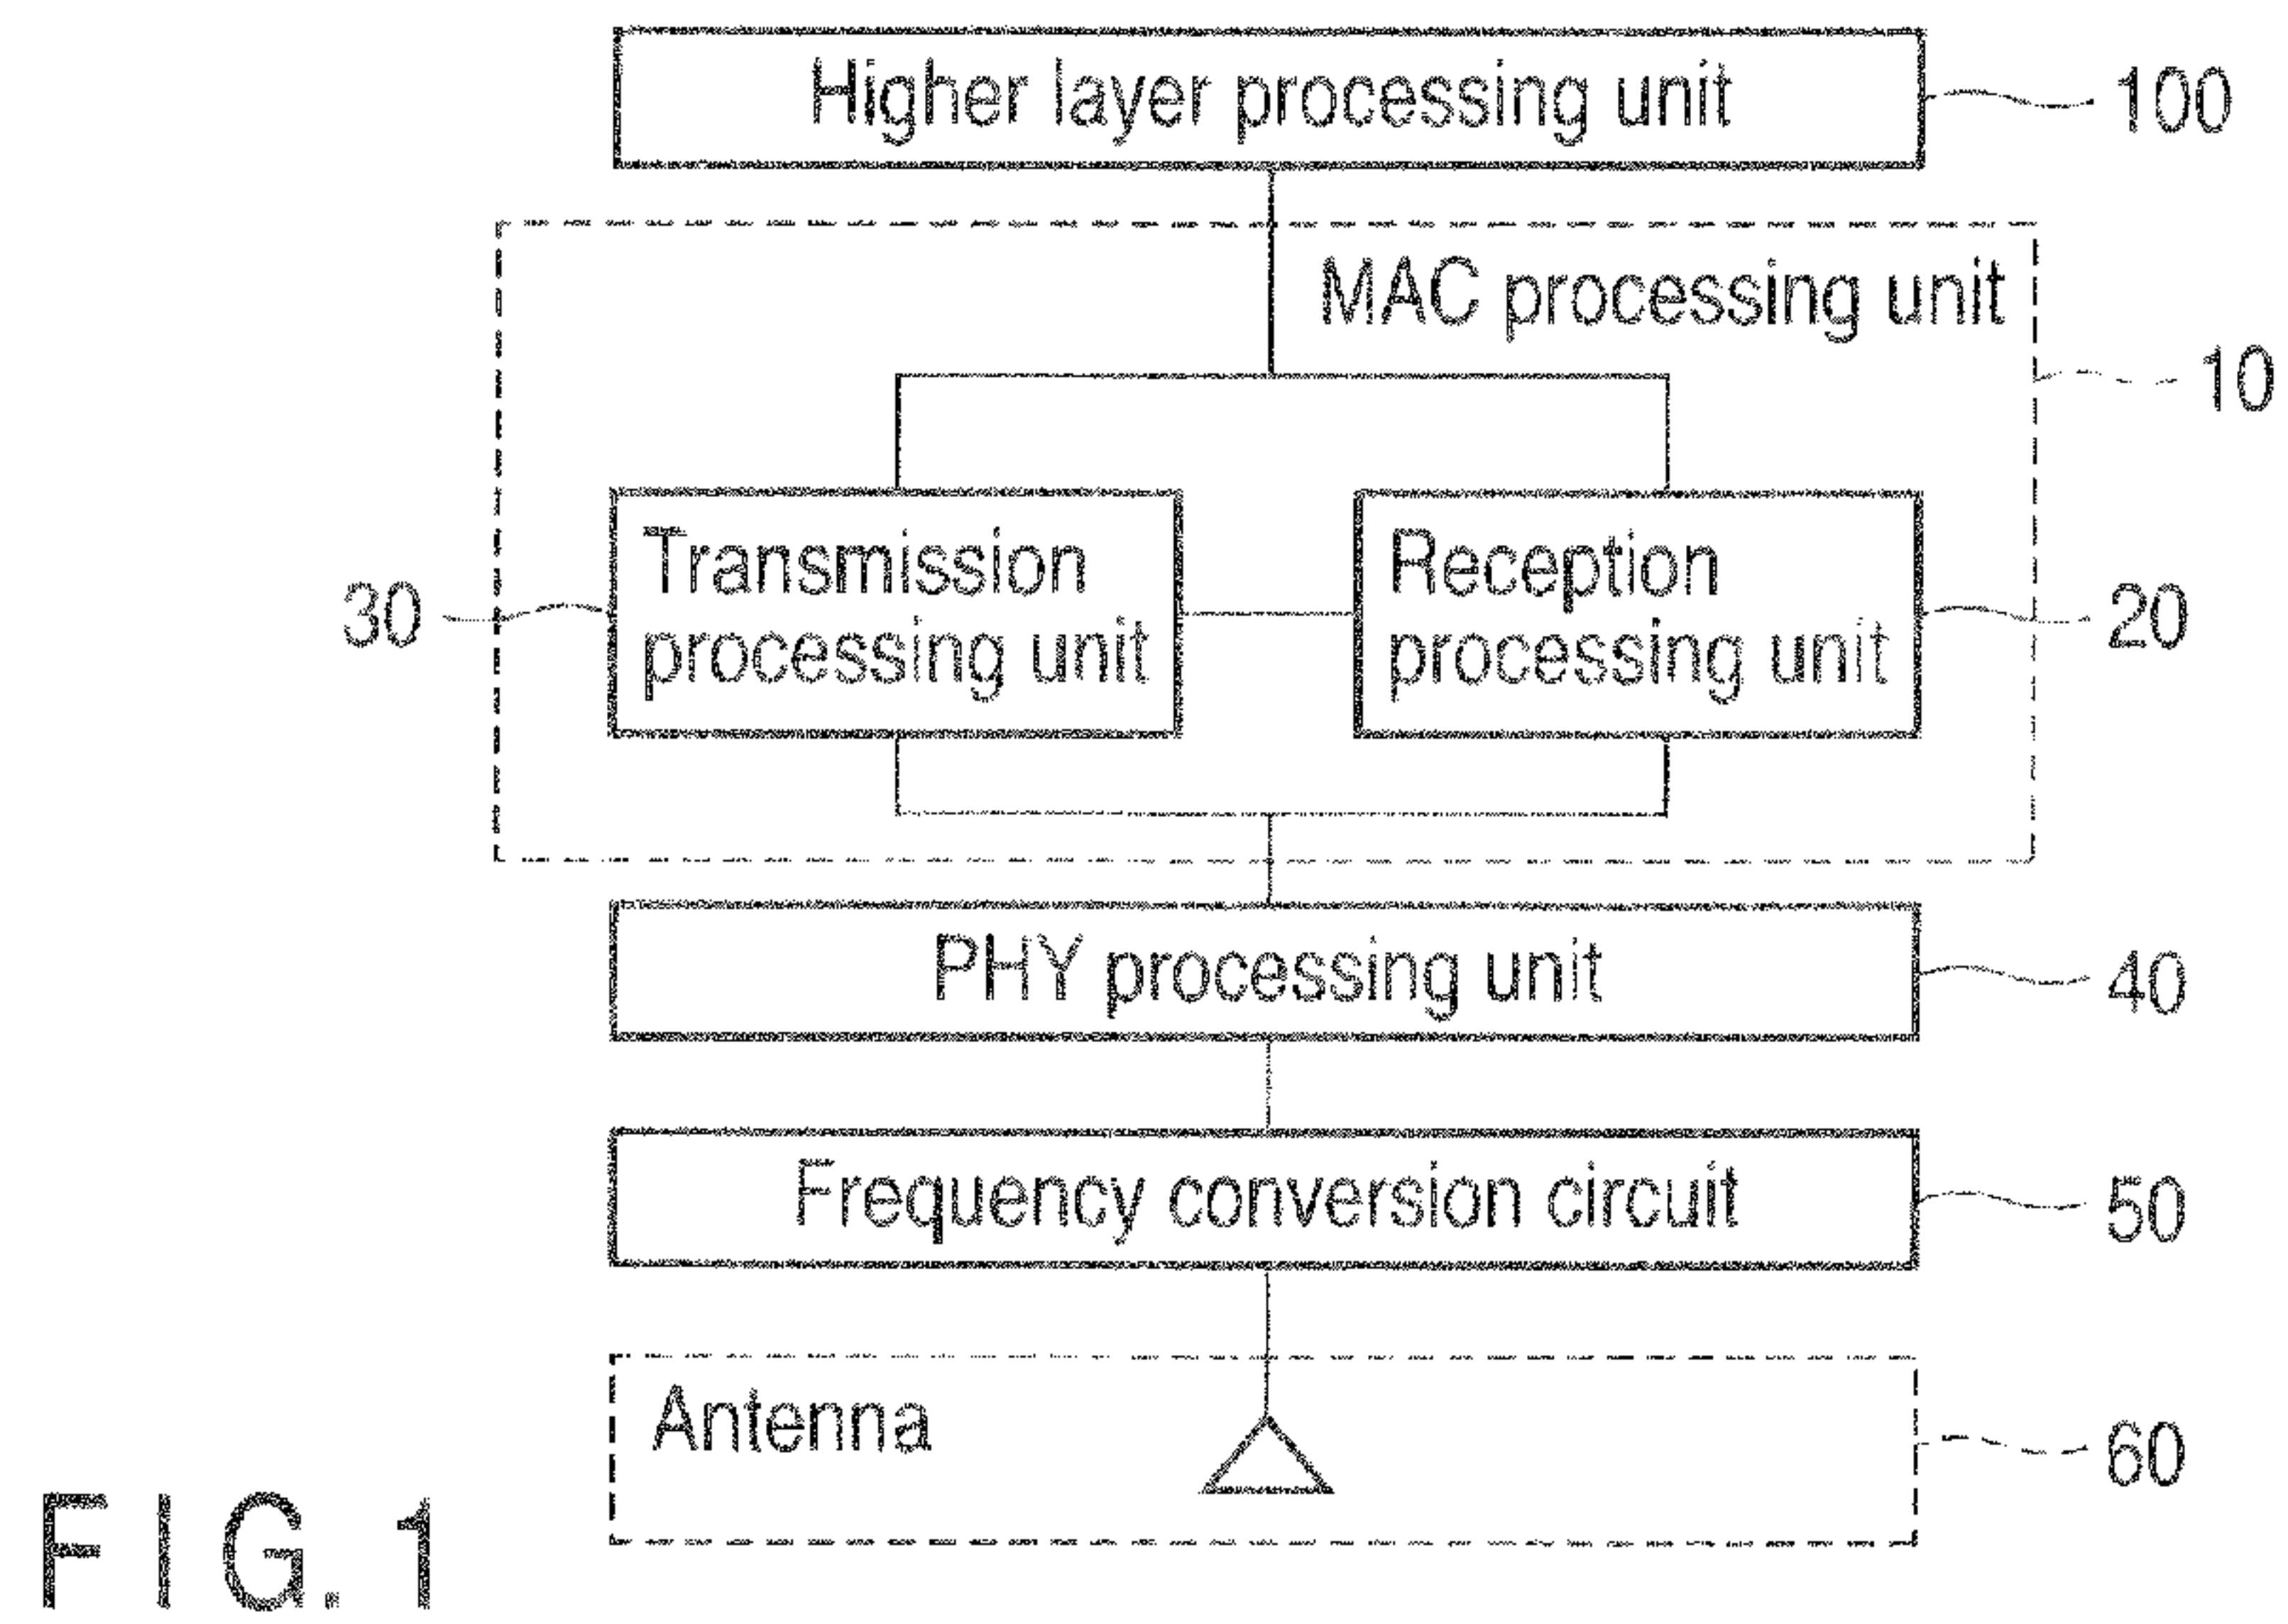 Higher layer processing unit
100
MAC processing unit
10
30
Transmission
processing unit
Reception
processing unit
20
PHY processing unit
40
Frequency conversion circuit
50
Antenna
60
FIG. 1